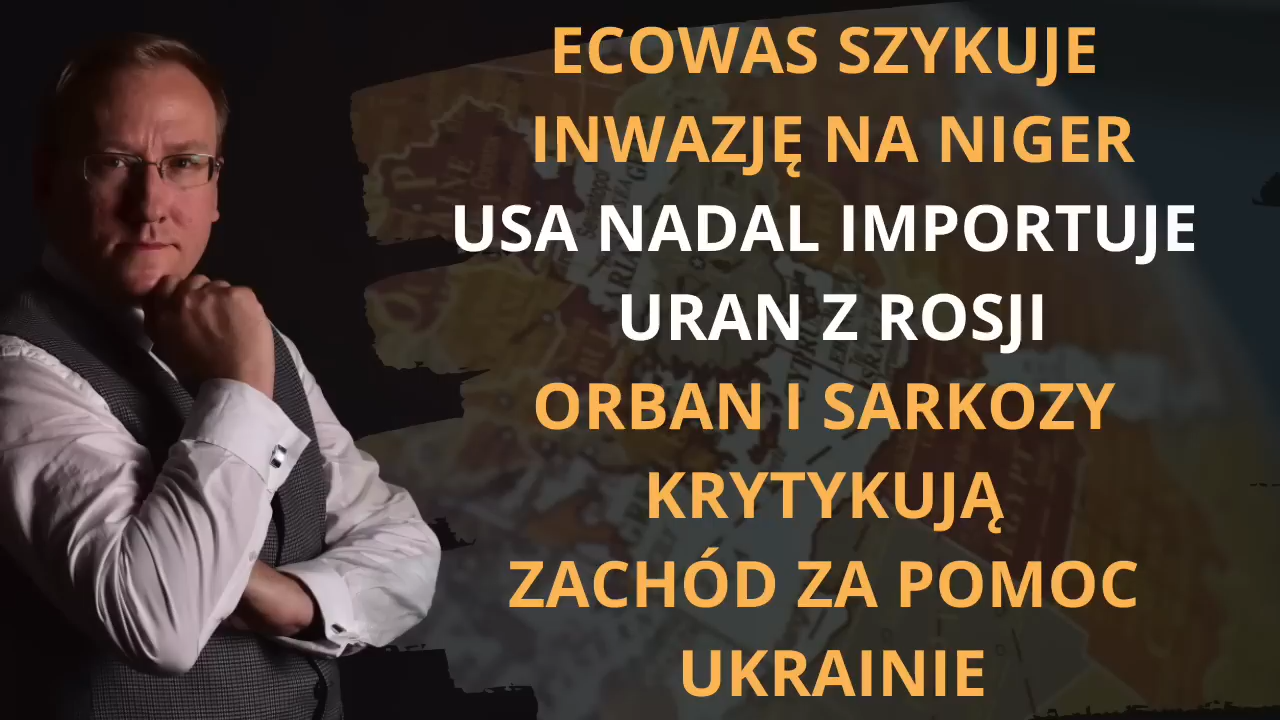 ECOWAS SZYKUJE
INWAZJĘ NA NIGER
USA NADAL IMPORTUJE
URAN Z ROSJI
ORBAN I SARKOZY
KRYTYKUJĄ
ZACHÓD ZA POMOC
UKRAINIE